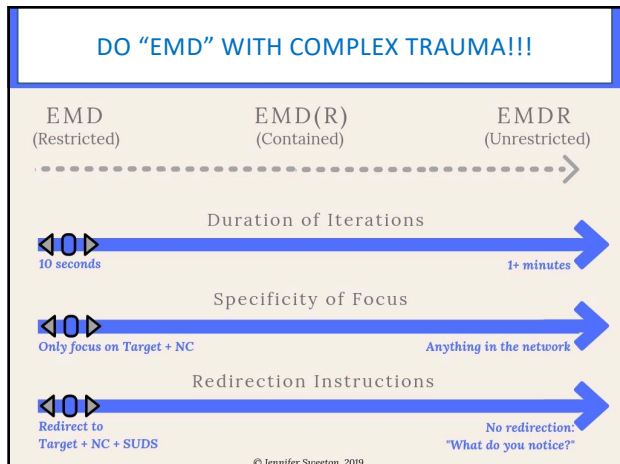 DO “EMD” WITH COMPLEX TRAUMA!!!
EMD EMD(R) EMDR
(Restricted) (Contained) (Unrestricted)
Duration of Iterations
10 seconds 1+ minutes
Specificity of Focus
Only focus on Target + NC Anything in the network
Redirection Instructions
Redirect to No redirection:
Target + NC + SUDS "What do you notice?"
© Jennifer Sweeton, 2019